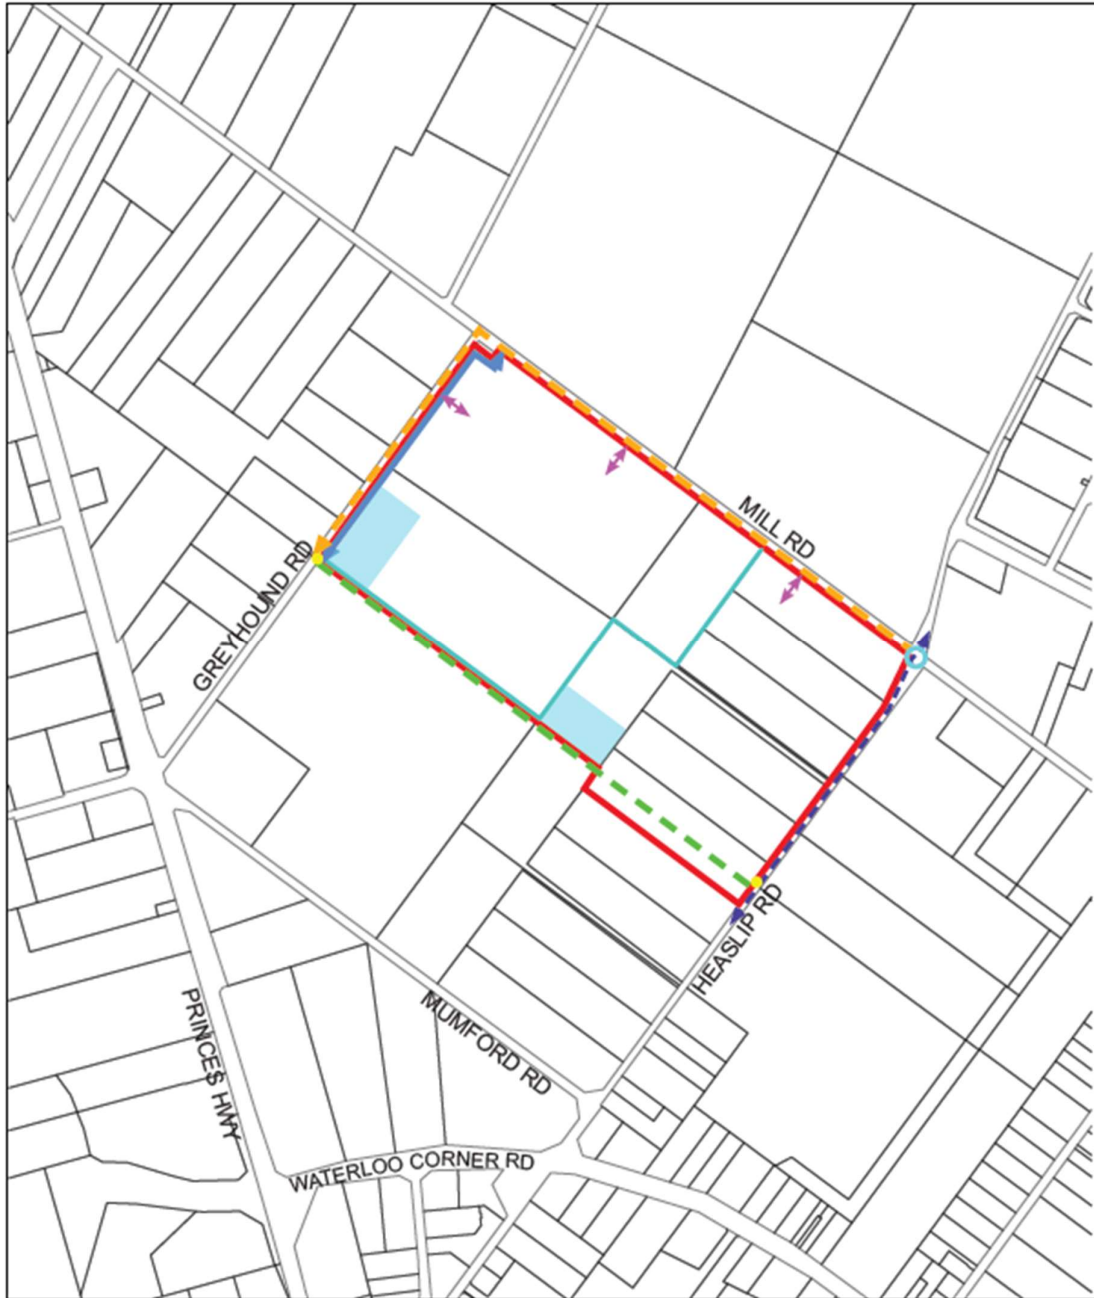 MILL RD
GREYHOUND RD
HEASLIP RD
PRINCES HWY
MUMFORD RD
WATERLOO CORNER RD